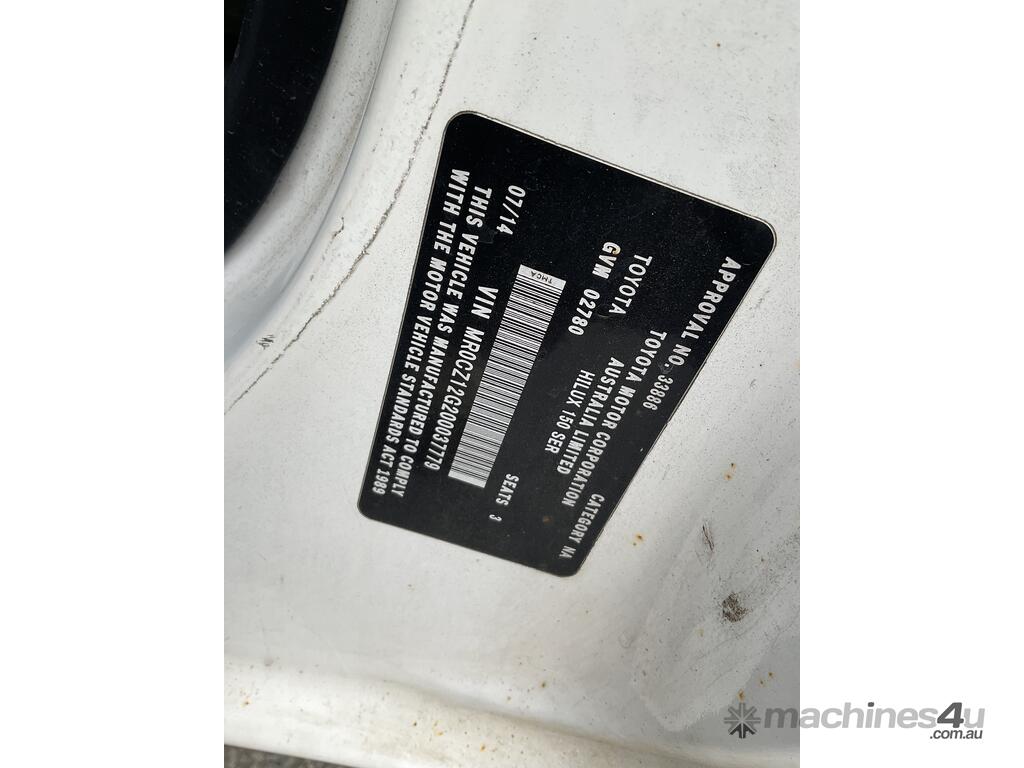 APPROVAL NO. 33886 CATEGORY NA
TOYOTA TOYOTA MOTOR CORPORATION
AUSTRALIA LIMITED
GVM 02780 HILUX 150 SER
SEATS 3
TMCA
07/14 VIN MR0CZ12G200037779
THIS VEHICLE WAS MANUFACTURED TO COMPLY
WITH THE MOTOR VEHICLE STANDARDS ACT 1989
machines4u
.com.au